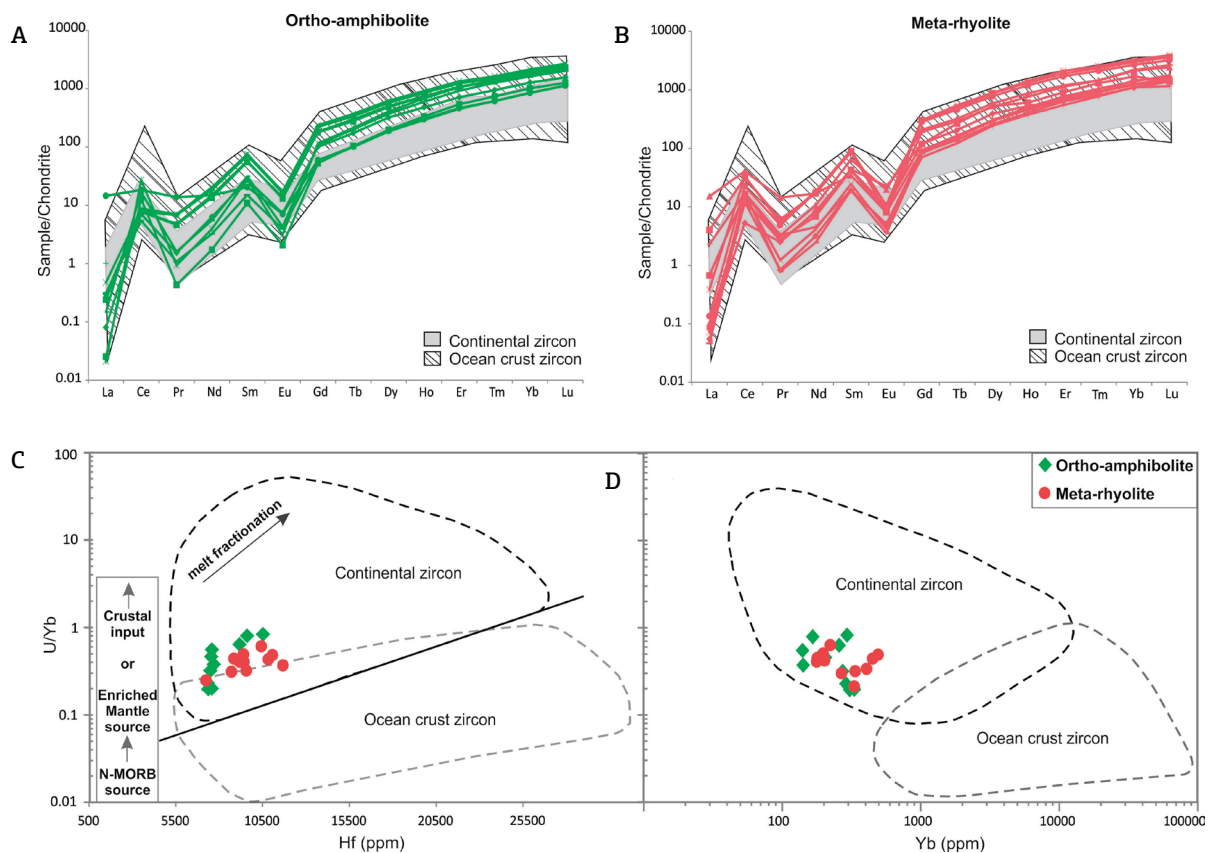 A
Ortho-amphibolite
10000
1000
100
10
1
0.1
0.01
Sample/Chondrite
Continental zircon
Ocean crust zircon
La Ce Pr Nd Sm Eu Gd Tb Dy Ho Er Tm Yb Lu
B
Meta-rhyolite
10000
1000
100
10
1
0.1
0.01
Sample/Chondrite
Continental zircon
Ocean crust zircon
La Ce Pr Nd Sm Eu Gd Tb Dy Ho Er Tm Yb Lu
C
100
10
1
0.1
0.01
U/Yb
melt fractionation
Continental zircon
Ocean crust zircon
Crustal
input
or
Enriched
Mantle
source
N-MORB
source
500 5500 10500 15500 20500 25500
Hf (ppm)
D
Ortho-amphibolite
Meta-rhyolite
Continental zircon
Ocean crust zircon
100 1000 10000 100000
Yb (ppm)